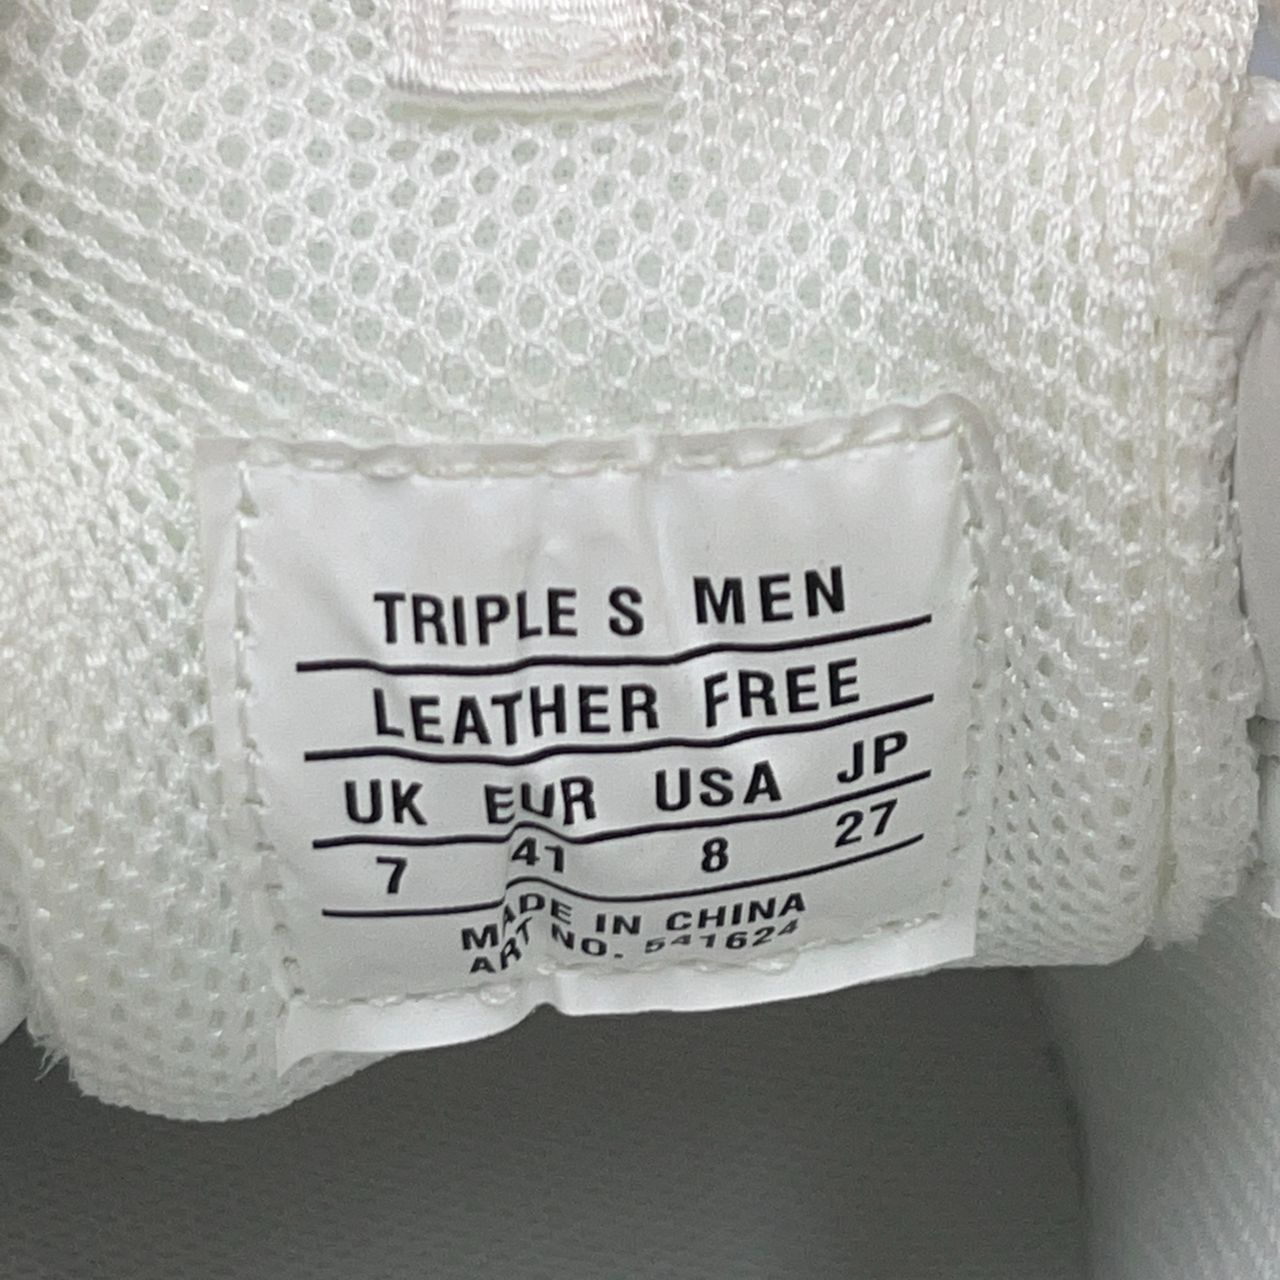 TRIPLE S MEN
LEATHER FREE
UK EUR USA JP
7 41 8 27
MADE IN CHINA
ART NO. 541624